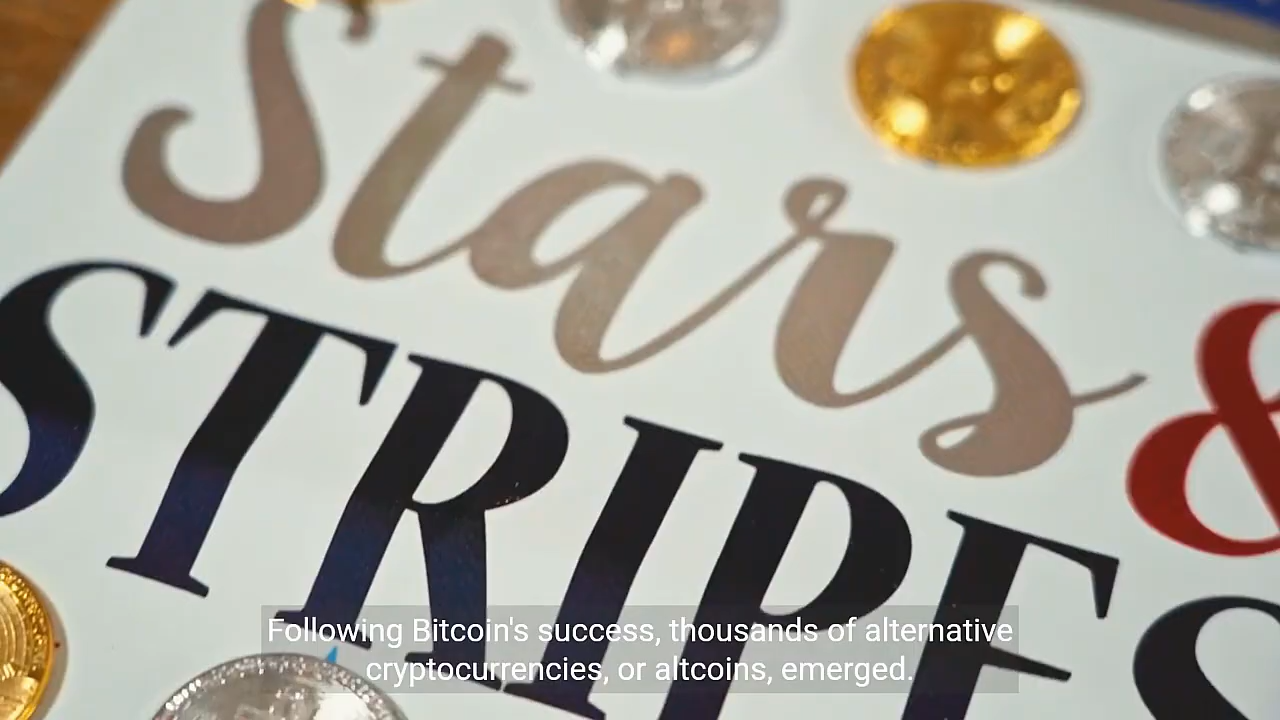 Stars &
STRIPES
Following Bitcoin's success, thousands of alternative
cryptocurrencies, or altcoins, emerged.